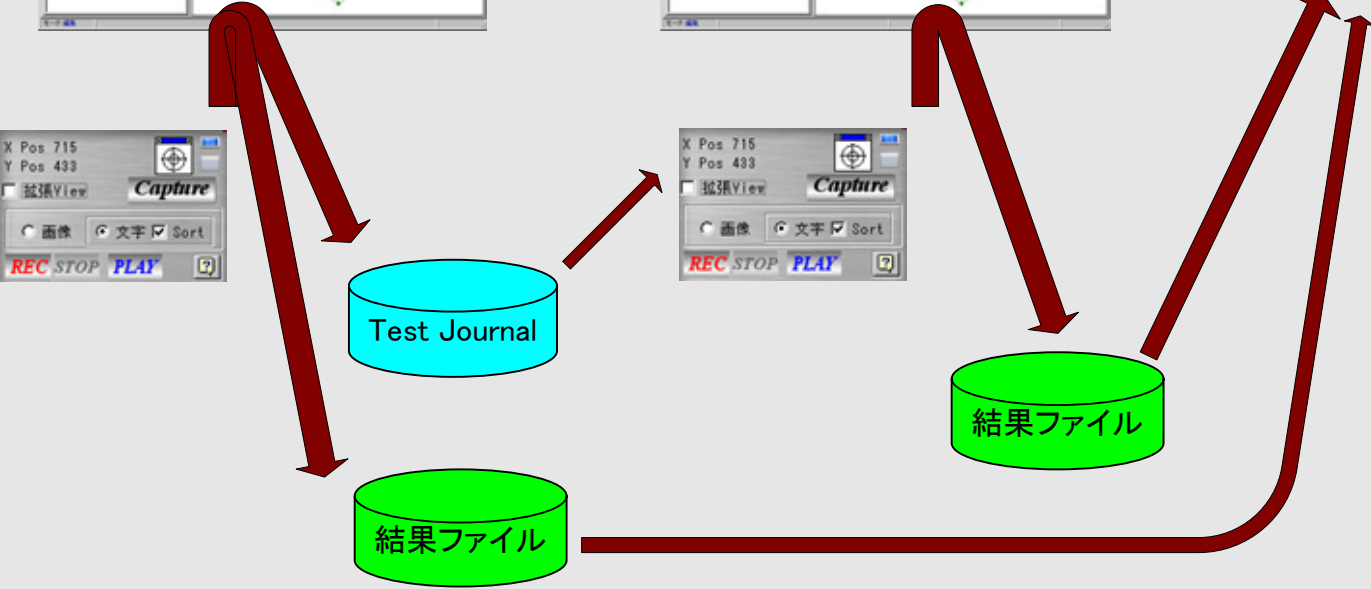 X Pos 715
Y Pos 433
拡張View
Capture
画像 文字 Sort
REC STOP PLAY
X Pos 715
Y Pos 433
拡張View
Capture
画像 文字 Sort
REC STOP PLAY
Test Journal
結果ファイル
結果ファイル